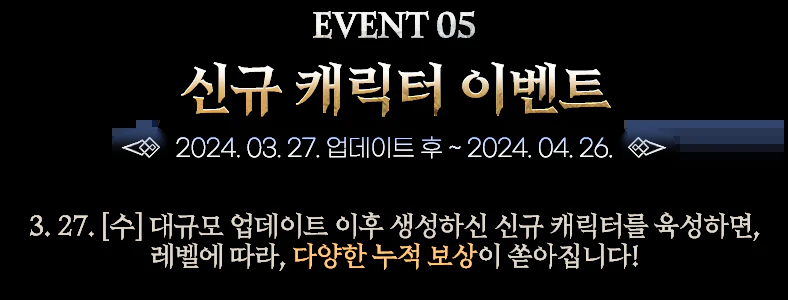 EVENT 05
신규 캐릭터 이벤트
2024. 03. 27. 업데이트 후 ~ 2024. 04. 26.
3. 27. [수] 대규모 업데이트 이후 생성하신 신규 캐릭터를 육성하면,
레벨에 따라, 다양한 누적 보상이 쏟아집니다!